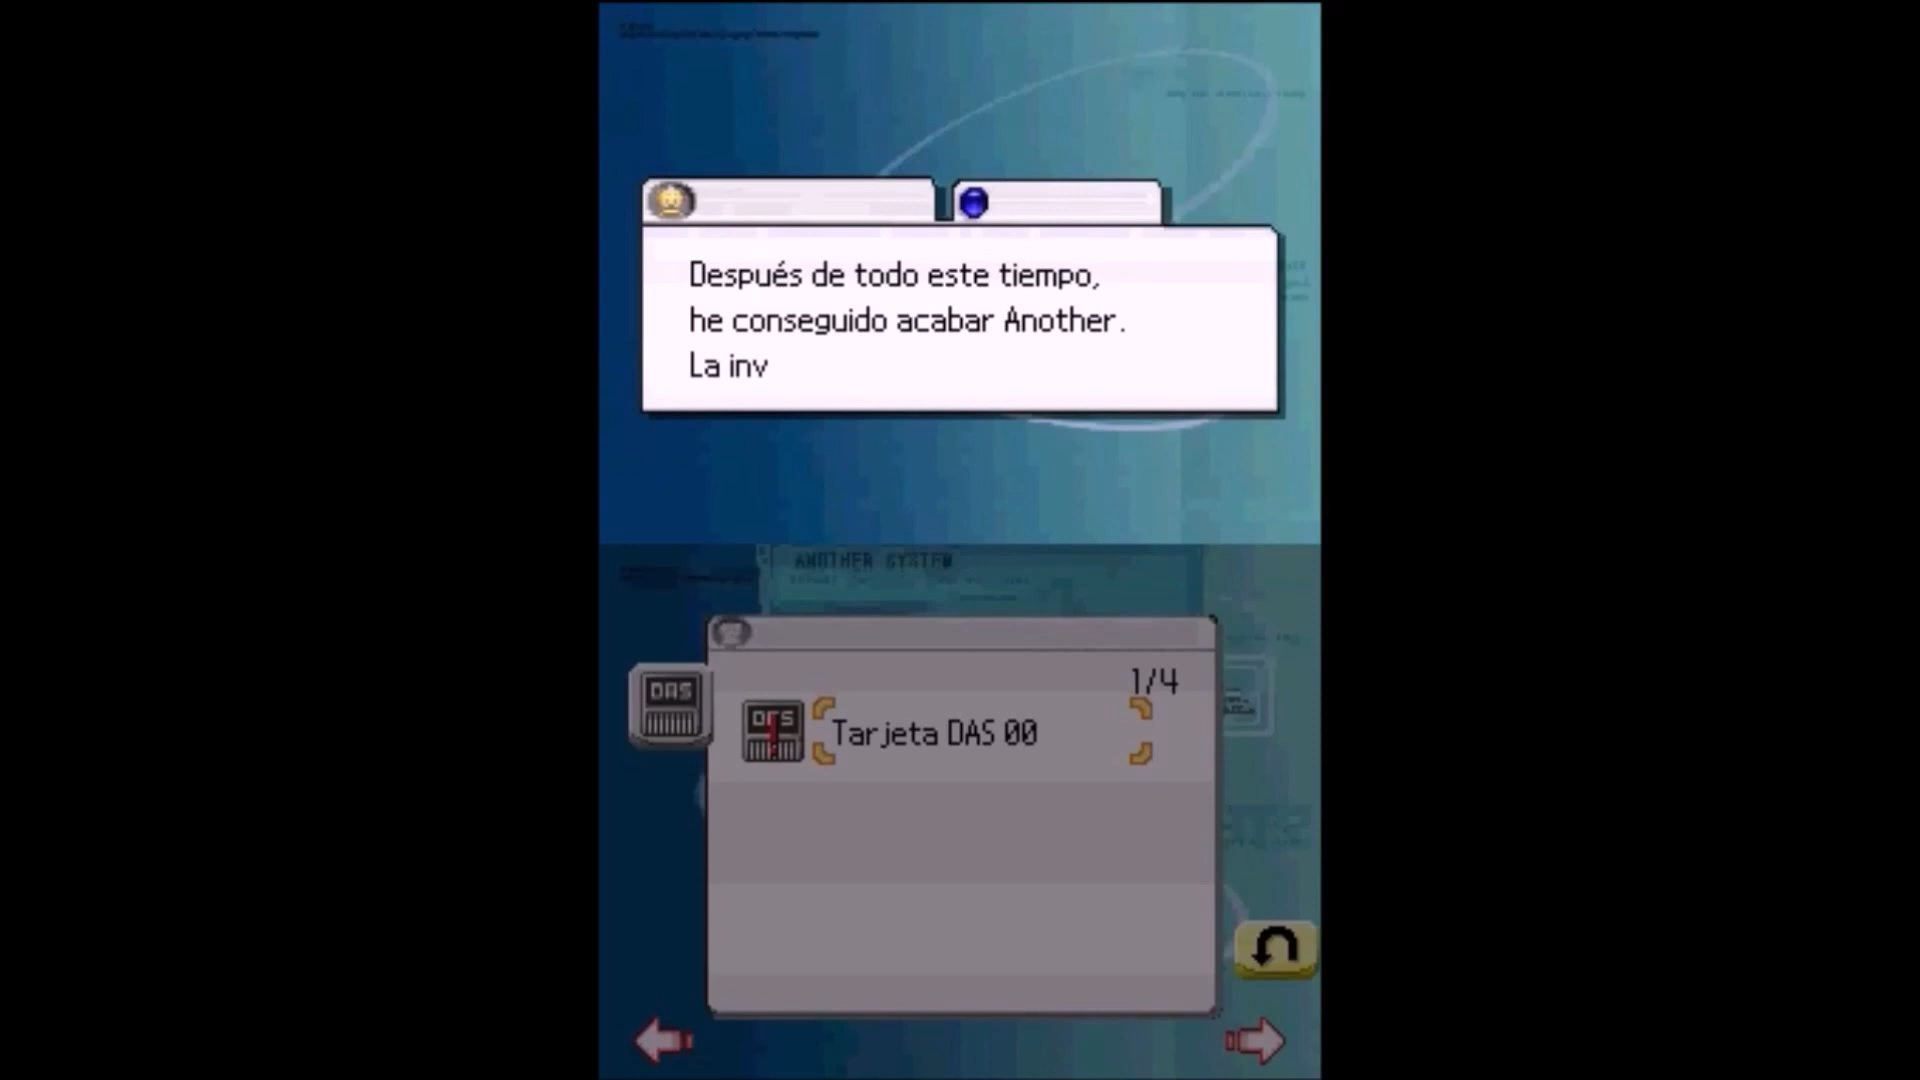 Después de todo este tiempo,
he conseguido acabar Another.
La inv
ANOTHER SYSTEM
1/4
DAS
Tarjeta DAS 00